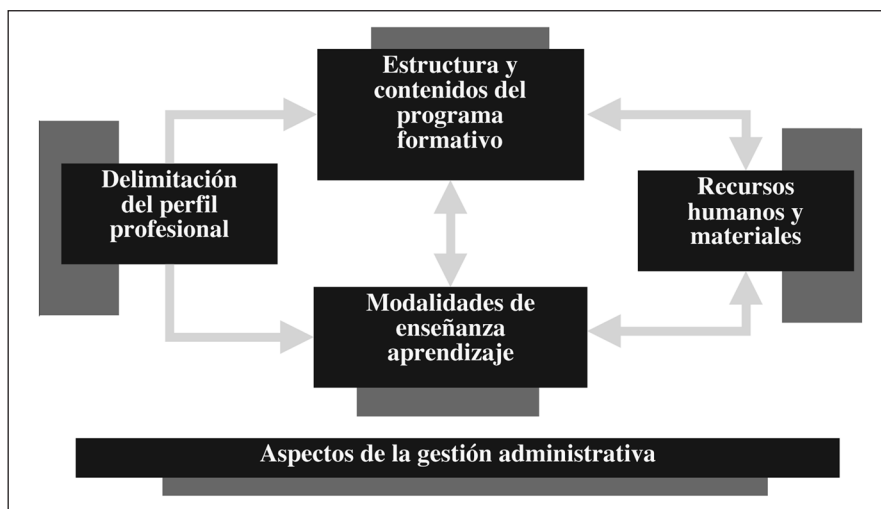 Estructura y
contenidos del
programa
formativo
Delimitación
del perfil
profesional
Recursos
humanos y
materiales
Modalidades de
enseñanza
aprendizaje
Aspectos de la gestión administrativa